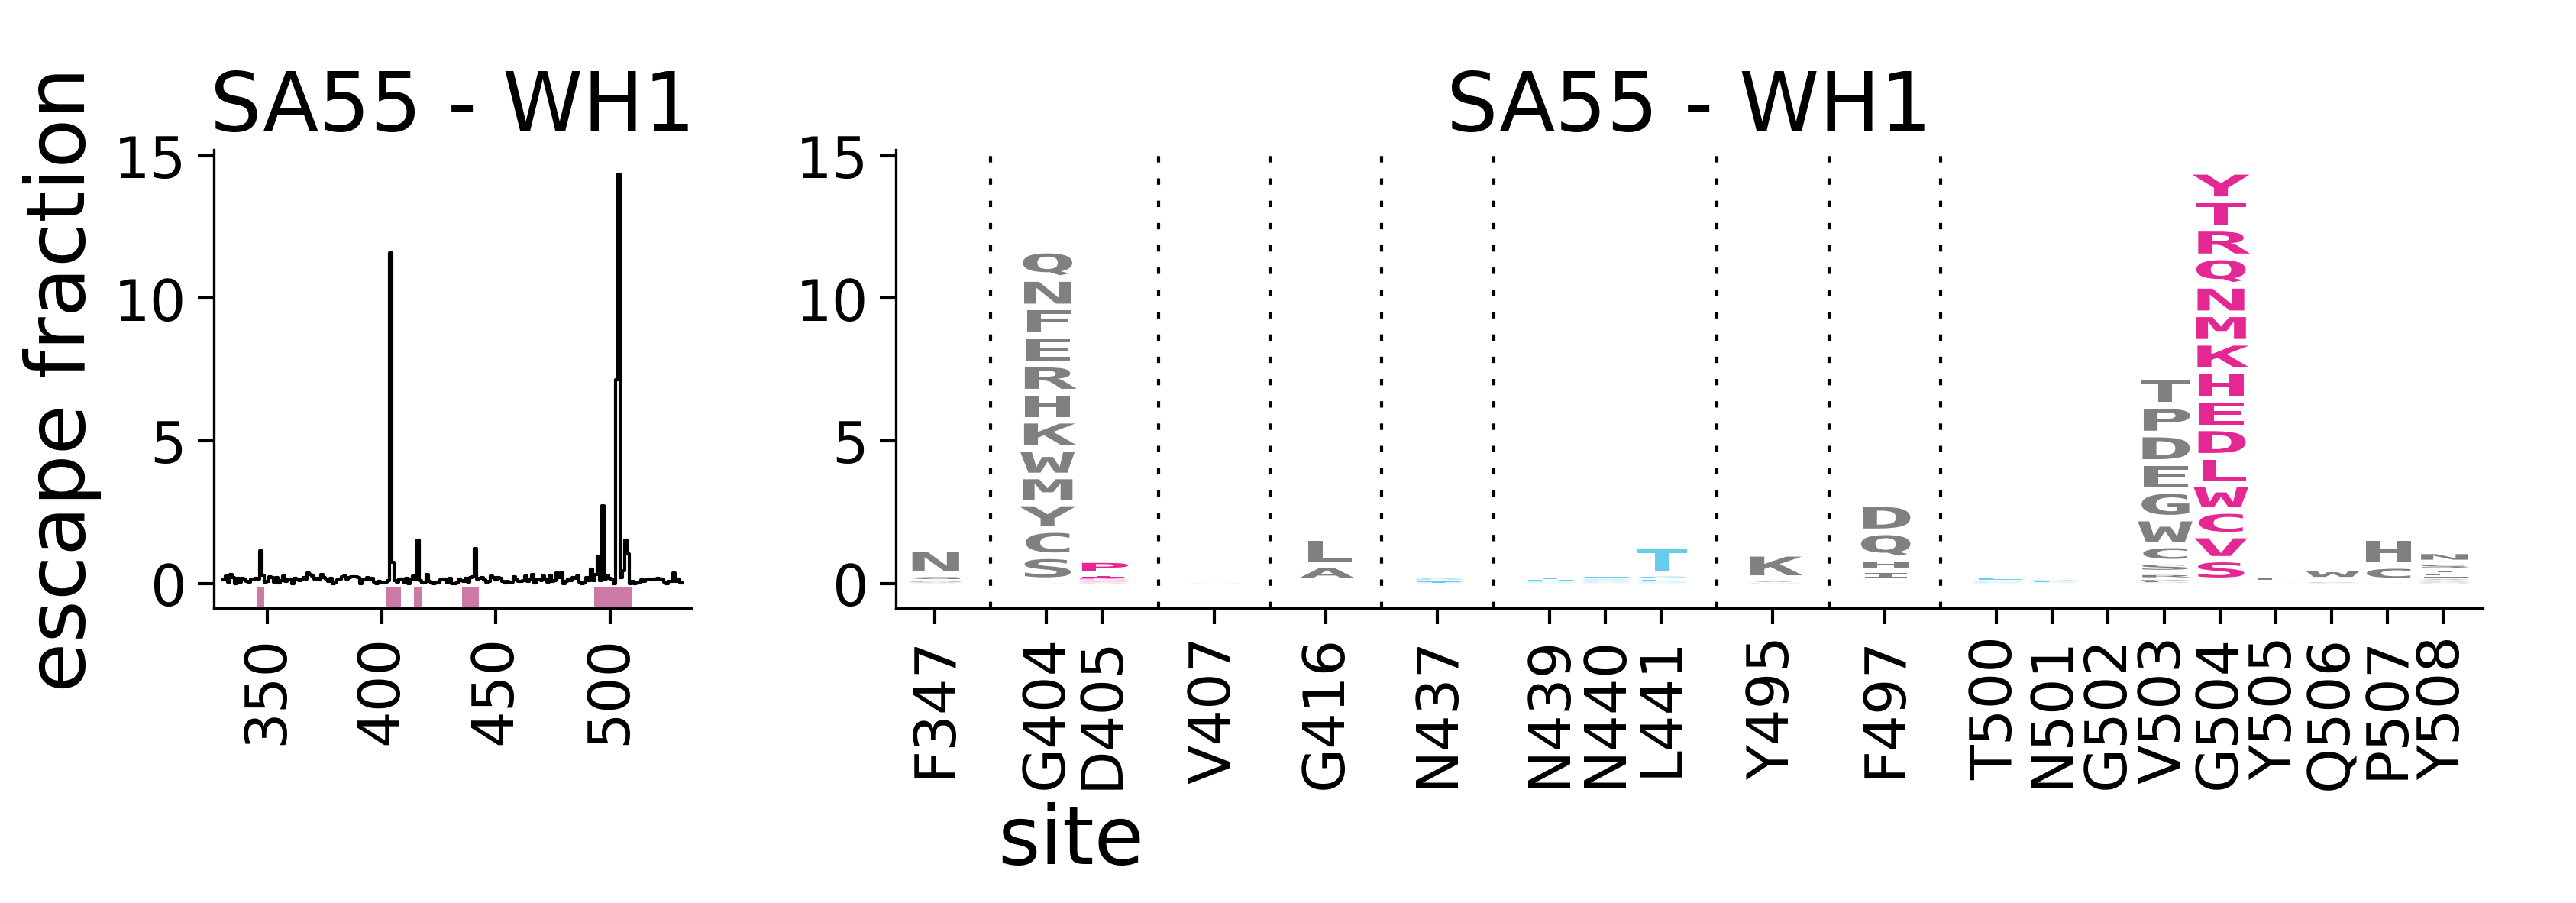 SA55 - WH1
escape fraction
15
10
5
0
350
400
450
500
SA55 - WH1
15
10
5
0
N
Q
N
F
E
R
H
K
W
M
Y
C
S
P
L
A
T
K
D
Q
H
I
T
P
D
E
G
W
C
S
Y
T
R
Q
N
M
K
H
E
D
L
W
C
V
S
I
W
H
C
N
F347
G404
D405
V407
G416
N437
N439
N440
L441
Y495
F497
T500
N501
G502
V503
G504
Y505
Q506
P507
Y508
site